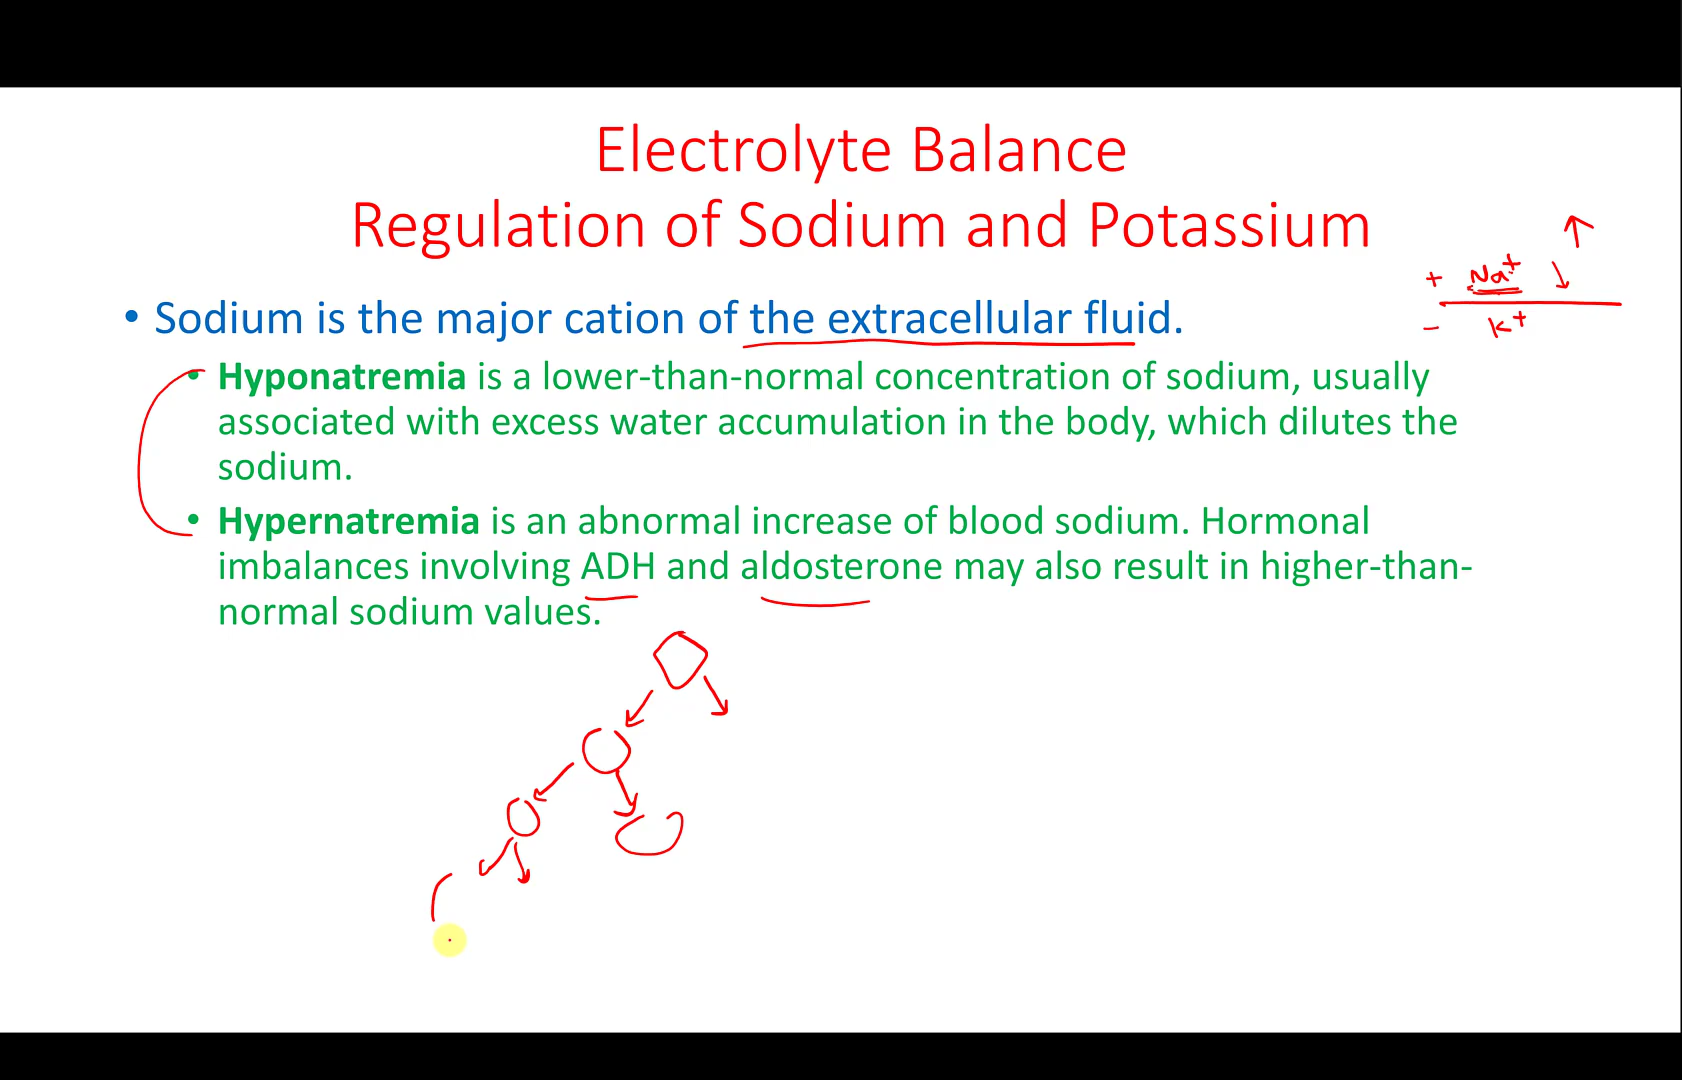 Electrolyte Balance
Regulation of Sodium and Potassium
+ Na+
- K+
• Sodium is the major cation of the extracellular fluid.
• Hyponatremia is a lower-than-normal concentration of sodium, usually
associated with excess water accumulation in the body, which dilutes the
sodium.
• Hypernatremia is an abnormal increase of blood sodium. Hormonal
imbalances involving ADH and aldosterone may also result in higher-than-
normal sodium values.